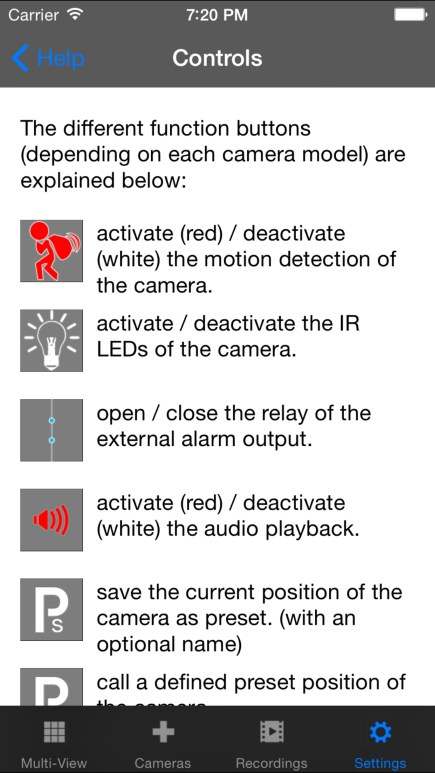 Carrier 7:20 PM
Help Controls
The different function buttons
(depending on each camera model) are
explained below:
activate (red) / deactivate
(white) the motion detection of
the camera.
activate / deactivate the IR
LEDs of the camera.
open / close the relay of the
external alarm output.
activate (red) / deactivate
(white) the audio playback.
Ps
save the current position of the
camera as preset. (with an
optional name)
P
call a defined preset position of
the camera
Multi-View Cameras Recordings Settings